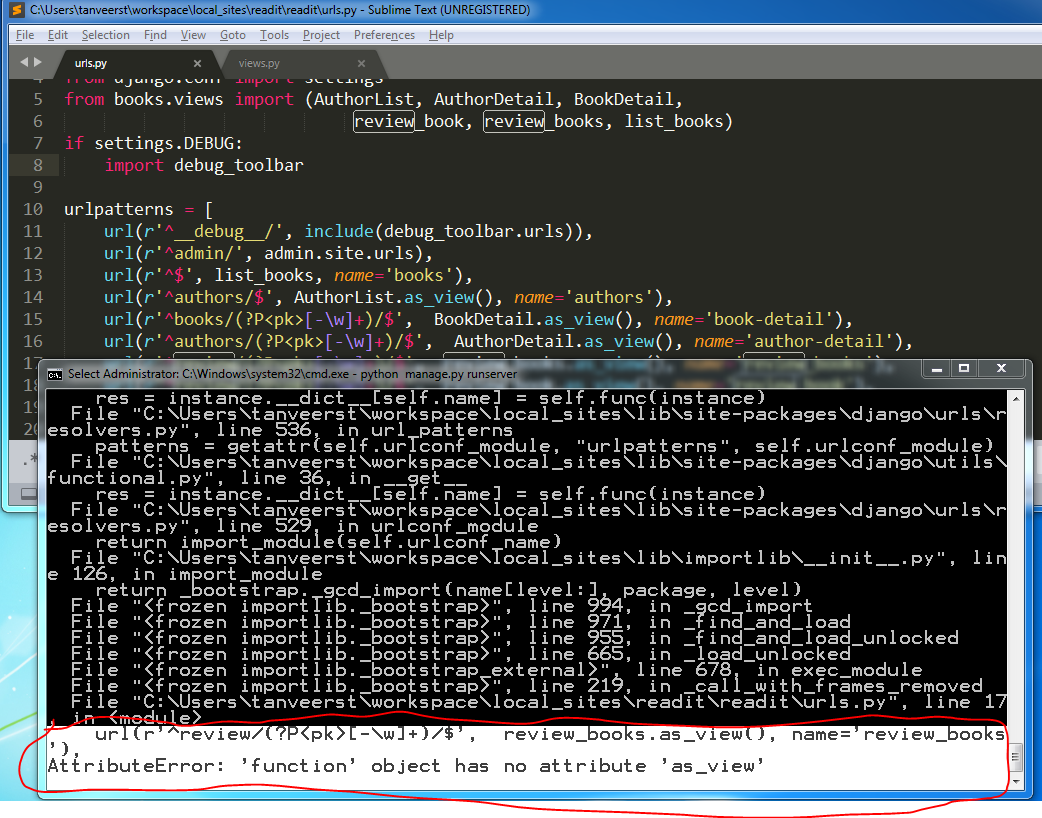 C:\Users\tanveerst\workspace\local_sites\readit\readit\urls.py - Sublime Text (UNREGISTERED)
File Edit Selection Find View Goto Tools Project Preferences Help
urls.py × views.py ×
4 from django.conf import settings
5 from books.views import (AuthorList, AuthorDetail, BookDetail,
6 review_book, review_books, list_books)
7 if settings.DEBUG:
8 import debug_toolbar
9
10 urlpatterns = [
11 url(r'^__debug__/', include(debug_toolbar.urls)),
12 url(r'^admin/', admin.site.urls),
13 url(r'^$', list_books, name='books'),
14 url(r'^authors/$', AuthorList.as_view(), name='authors'),
15 url(r'^books/(?P<pk>[-\w]+)/$',  BookDetail.as_view(), name='book-detail'),
16 url(r'^authors/(?P<pk>[-\w]+)/$',  AuthorDetail.as_view(), name='author-detail'),
17
18
19
20
.*
Select Administrator: C:\Windows\system32\cmd.exe - python  manage.py runserver
res = instance.__dict__[self.name] = self.func(instance)
File "C:\Users\tanveerst\workspace\local_sites\lib\site-packages\django\urls\r
esolvers.py", line 536, in url_patterns
patterns = getattr(self.urlconf_module, "urlpatterns", self.urlconf_module)
File "C:\Users\tanveerst\workspace\local_sites\lib\site-packages\django\utils\
functional.py", line 36, in __get__
res = instance.__dict__[self.name] = self.func(instance)
File "C:\Users\tanveerst\workspace\local_sites\lib\site-packages\django\urls\r
esolvers.py", line 529, in urlconf_module
return import_module(self.urlconf_name)
File "C:\Users\tanveerst\workspace\local_sites\lib\importlib\__init__.py", lin
e 126, in import_module
return _bootstrap._gcd_import(name[level:], package, level)
File "<frozen importlib._bootstrap>", line 994, in _gcd_import
File "<frozen importlib._bootstrap>", line 971, in _find_and_load
File "<frozen importlib._bootstrap>", line 955, in _find_and_load_unlocked
File "<frozen importlib._bootstrap>", line 665, in _load_unlocked
File "<frozen importlib._bootstrap_external>", line 678, in exec_module
File "<frozen importlib._bootstrap>", line 219, in _call_with_frames_removed
File "C:\Users\tanveerst\workspace\local_sites\readit\readit\urls.py", line 17
, in <module>
url(r'^review/(?P<pk>[-\w]+)/$',  review_books.as_view(), name='review_books
'),
AttributeError: 'function' object has no attribute 'as_view'